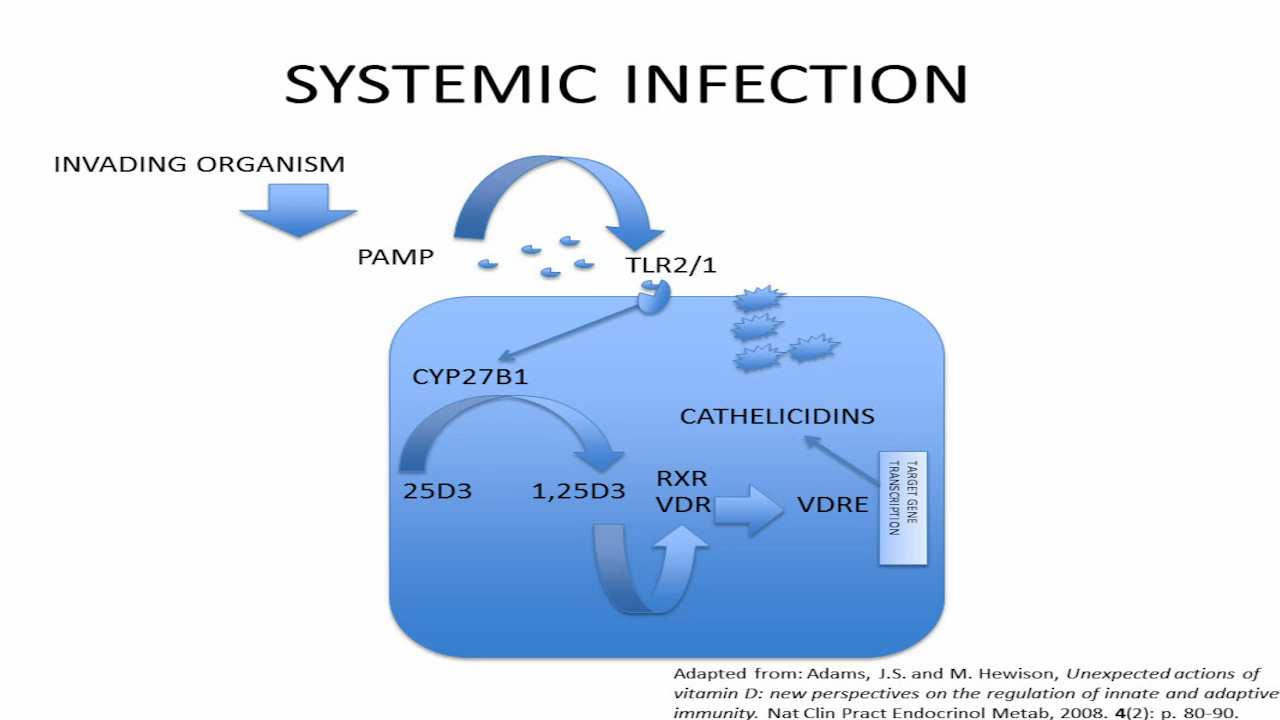 SYSTEMIC INFECTION
INVADING ORGANISM
PAMP
TLR2/1
CYP27B1
CATHELICIDINS
25D3
1,25D3
RXR
VDR
VDRE
TARGET GENE
TRANSCRIPTION
Adapted from: Adams, J.S. and M. Hewison, Unexpected actions of
vitamin D: new perspectives on the regulation of innate and adaptive
immunity. Nat Clin Pract Endocrinol Metab, 2008. 4(2): p. 80-90.